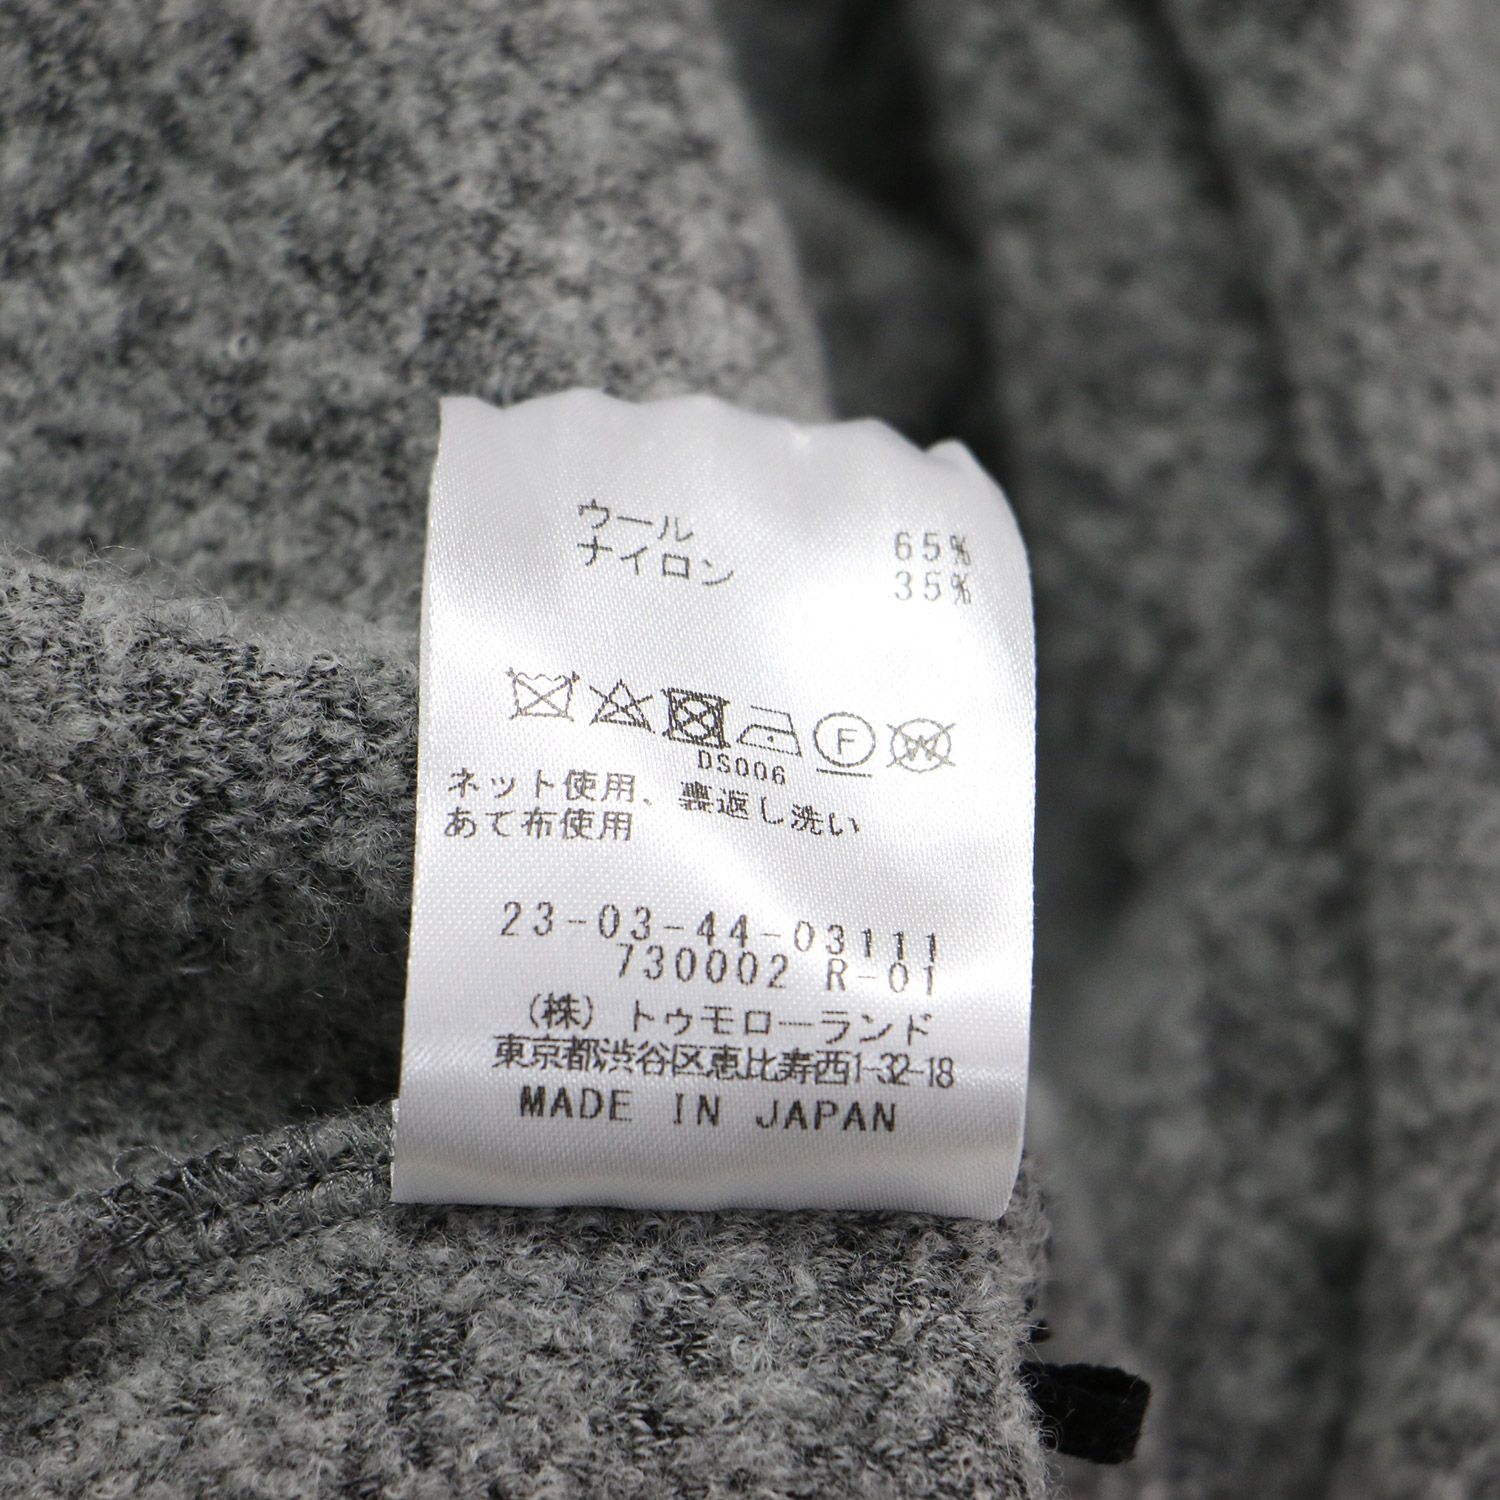 ウール 65%
ナイロン 35%
F W
DS006
ネット使用、裏返し洗い
あて布使用
23-03-44-03111
730002 R-01
(株)トゥモローランド
東京都渋谷区恵比寿西1-32-18
MADE IN JAPAN